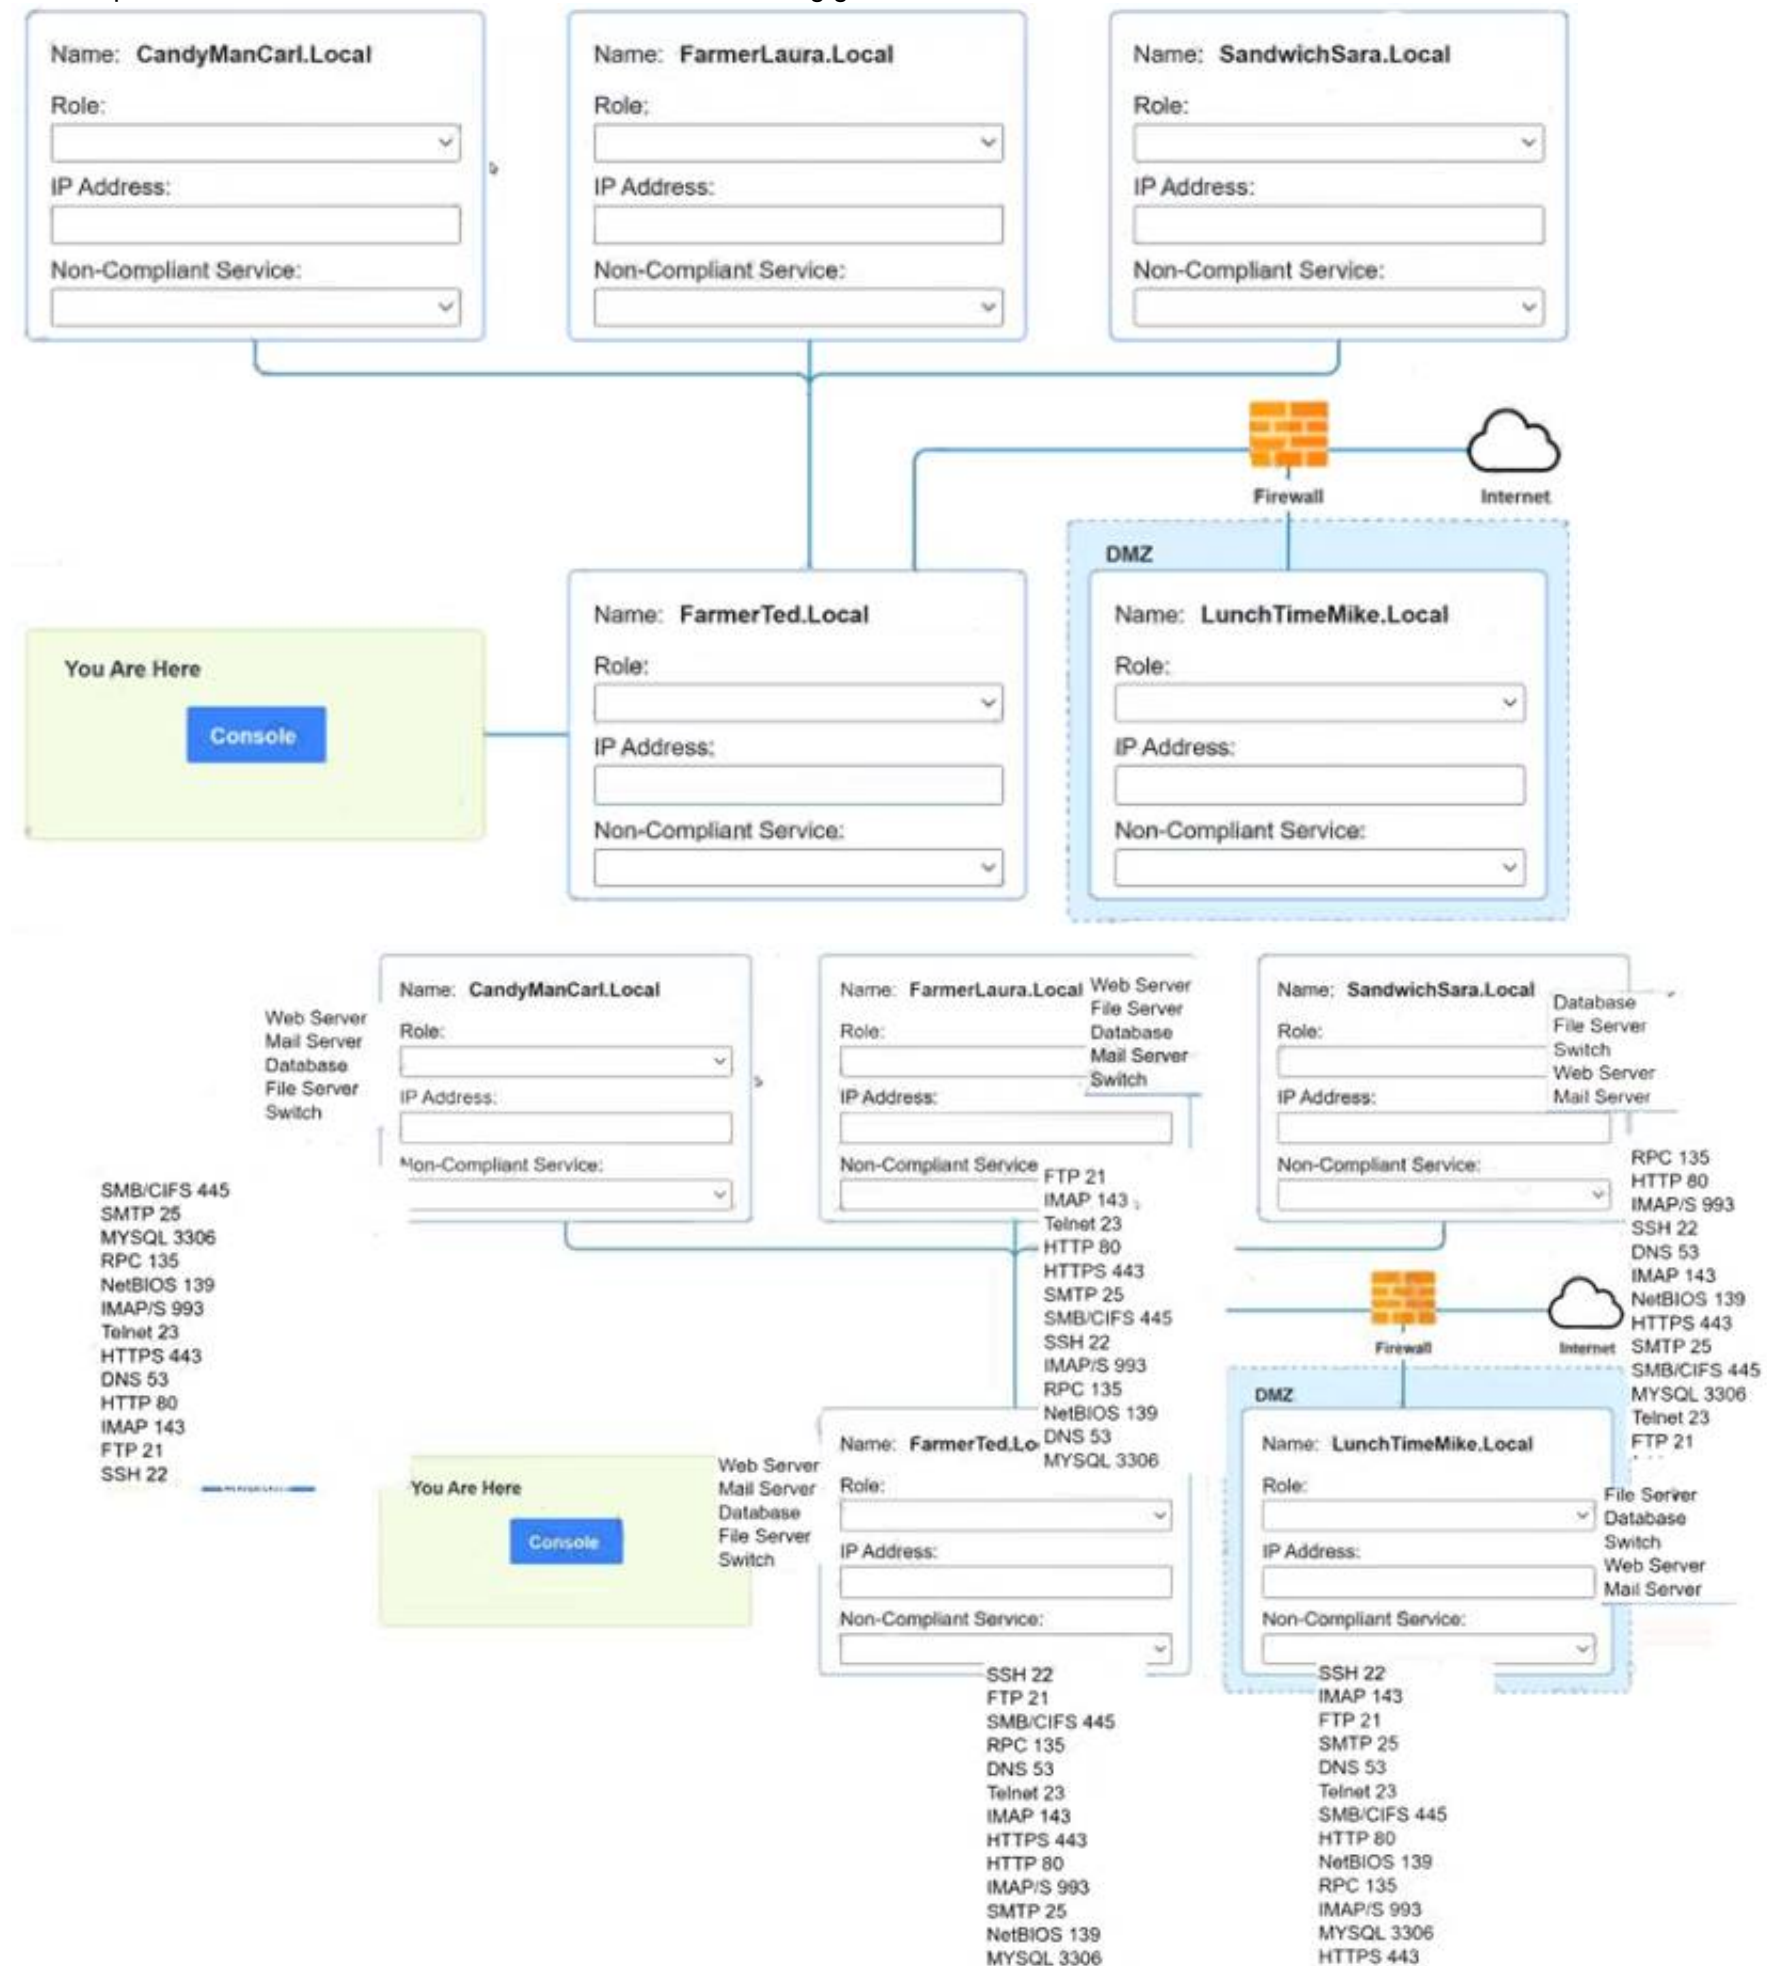 Name: CandyManCarl.Local
Role:
IP Address:
Non-Compliant Service:
Name: FarmerLaura.Local
Role:
IP Address:
Non-Compliant Service:
Name: SandwichSara.Local
Role:
IP Address:
Non-Compliant Service:
Firewall
Internet
You Are Here
Console
Name: FarmerTed.Local
Role:
IP Address:
Non-Compliant Service:
DMZ
Name: LunchTimeMike.Local
Role:
IP Address:
Non-Compliant Service:
Name: CandyManCarl.Local
Role:
IP Address:
Non-Compliant Service:
Web Server
Mail Server
Database
File Server
Switch
SMB/CIFS 445
SMTP 25
MYSQL 3306
RPC 135
NetBIOS 139
IMAP/S 993
Telnet 23
HTTPS 443
DNS 53
HTTP 80
IMAP 143
FTP 21
SSH 22
Name: FarmerLaura.Local
Role:
IP Address:
Non-Compliant Service
Web Server
File Server
Database
Mail Server
Switch
FTP 21
IMAP 143
Telnet 23
HTTP 80
HTTPS 443
SMTP 25
SMB/CIFS 445
SSH 22
IMAP/S 993
RPC 135
NetBIOS 139
DNS 53
MYSQL 3306
Name: SandwichSara.Local
Role:
IP Address:
Non-Compliant Service:
Database
File Server
Switch
Web Server
Mail Server
RPC 135
HTTP 80
IMAP/S 993
SSH 22
DNS 53
IMAP 143
NetBIOS 139
HTTPS 443
SMTP 25
SMB/CIFS 445
MYSQL 3306
Telnet 23
FTP 21
Firewall
Internet
You Are Here
Console
Name: FarmerTed.Lo
Role:
IP Address:
Non-Compliant Service:
Web Server
Mail Server
Database
File Server
Switch
SSH 22
FTP 21
SMB/CIFS 445
RPC 135
DNS 53
Telnet 23
IMAP 143
HTTPS 443
HTTP 80
IMAP/S 993
SMTP 25
NetBIOS 139
MYSQL 3306
DMZ
Name: LunchTimeMike.Local
Role:
IP Address:
Non-Compliant Service:
File Server
Database
Switch
Web Server
Mail Server
SSH 22
IMAP 143
FTP 21
SMTP 25
DNS 53
Telnet 23
SMB/CIFS 445
HTTP 80
NetBIOS 139
RPC 135
IMAP/S 993
MYSQL 3306
HTTPS 443